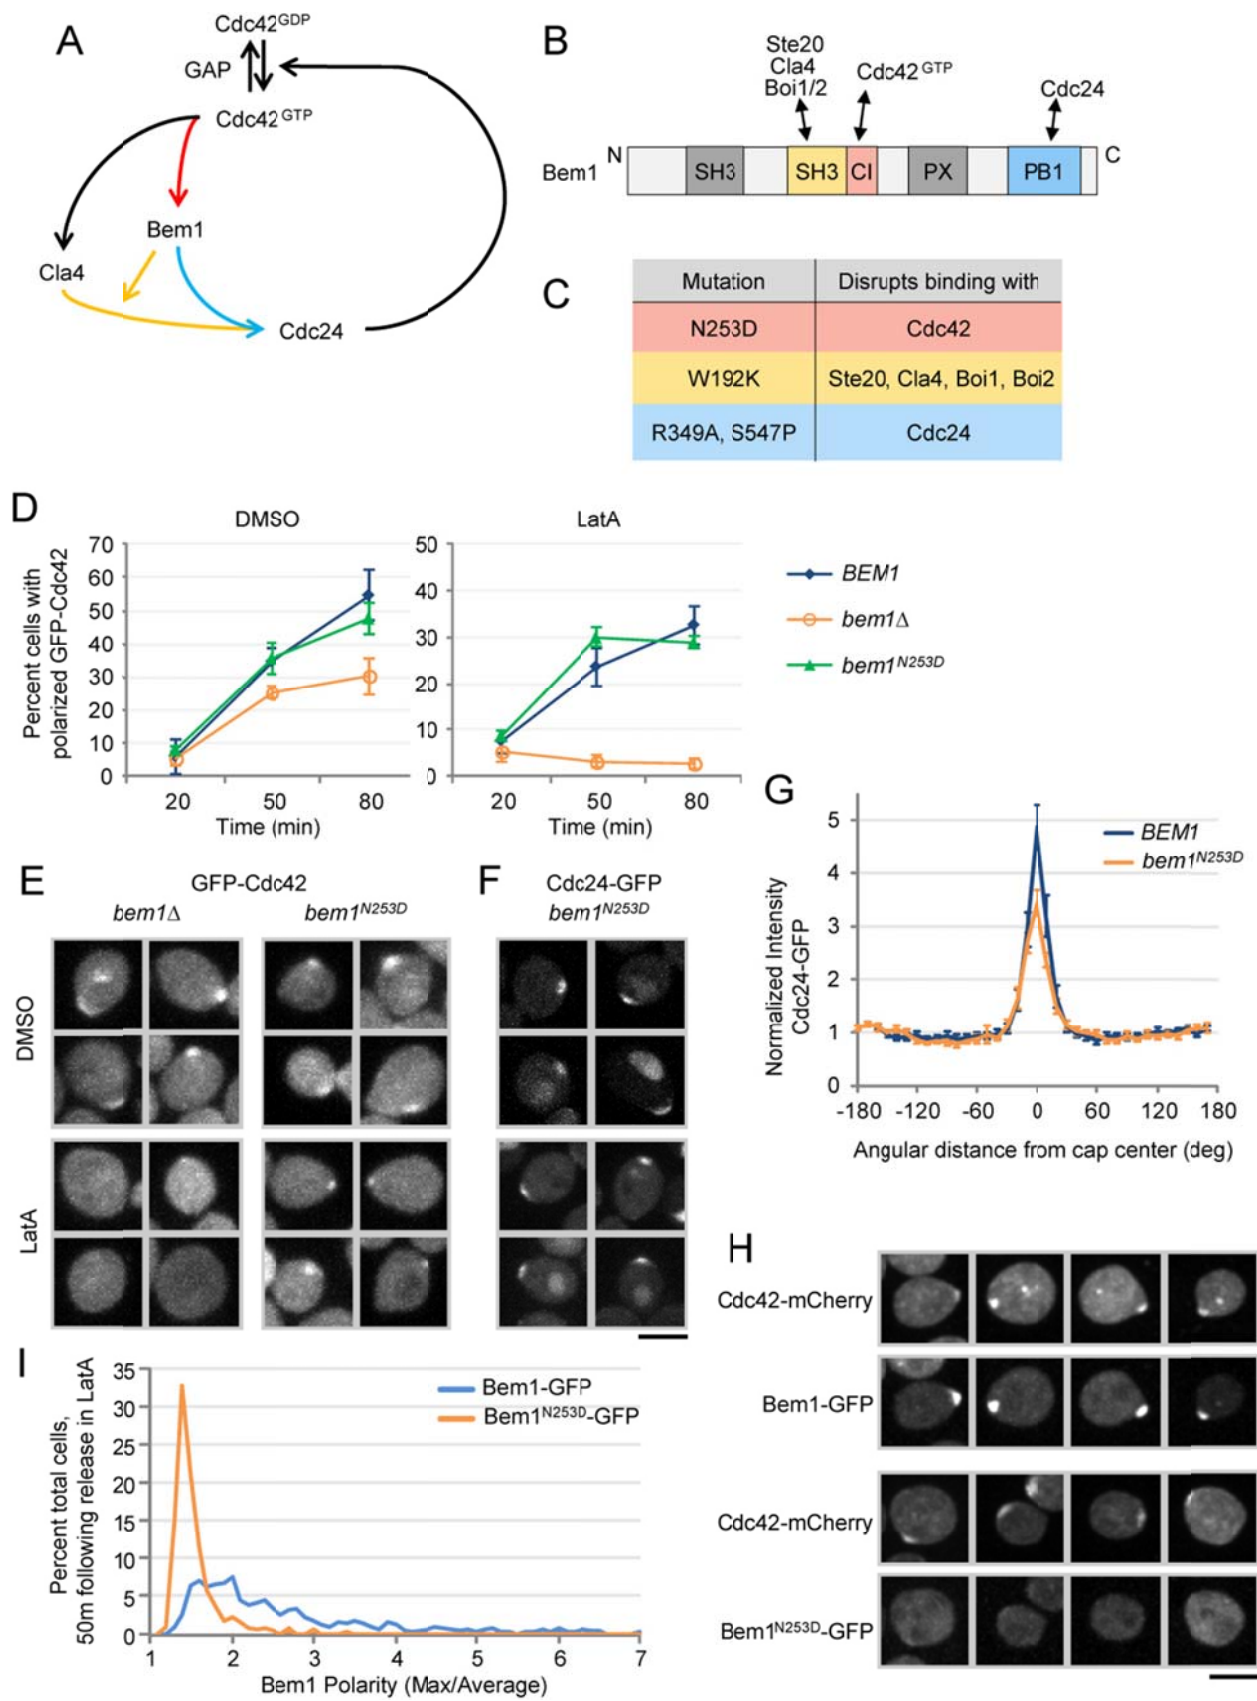 A
Cdc42GDP
GAP
Cdc42GTP
Bem1
Cla4
Cdc24
B
Ste20
Cla4
Boi1/2
Cdc42GTP
Cdc24
Bem1
N
SH3
SH3
CI
PX
PB1
C
C
Mutation
Disrupts binding with
N253D
Cdc42
W192K
Ste20, Cla4, Boi1, Boi2
R349A, S547P
Cdc24
D
DMSO
LatA
Percent cells with
polarized GFP-Cdc42
70
60
50
40
30
20
10
0
50
40
30
20
10
0
20
50
80
20
50
80
Time (min)
Time (min)
BEM1
bem1Δ
bem1N253D
E
GFP-Cdc42
bem1Δ
bem1N253D
DMSO
LatA
F
Cdc24-GFP
bem1N253D
G
Normalized Intensity
Cdc24-GFP
5
4
3
2
1
0
BEM1
bem1N253D
-180
-120
-60
0
60
120
180
Angular distance from cap center (deg)
H
Cdc42-mCherry
Bem1-GFP
Cdc42-mCherry
Bem1N253D-GFP
I
Percent total cells,
50m following release in LatA
35
30
25
20
15
10
5
0
Bem1-GFP
Bem1N253D-GFP
1
2
3
4
5
6
7
Bem1 Polarity (Max/Average)